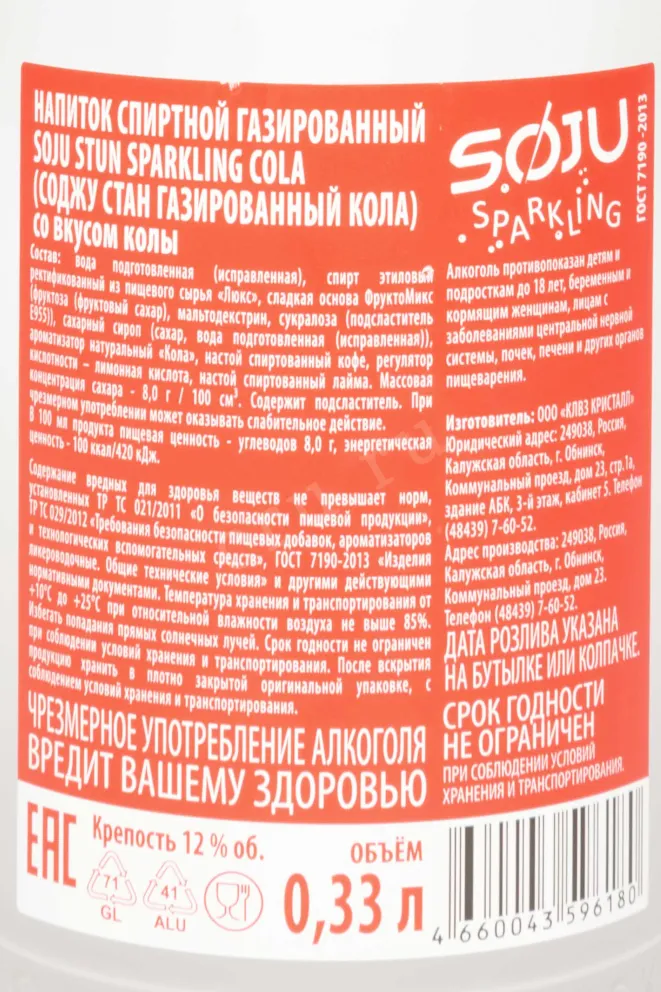 НАПИТОК СПИРТНОЙ ГАЗИРОВАННЫЙ
SOJU STUN SPARKLING COLA
(СОДЖУ СТАН ГАЗИРОВАННЫЙ КОЛА)
со вкусом колы
Состав: вода подготовленная (исправленная), спирт этиловый
ректификованный из пищевого сырья «Люкс», сладкая основа ФруктоМикс
(фруктоза (фруктовый сахар), мальтодекстрин, сукралоза (подсластитель
Е955)), сахарный сироп (сахар, вода подготовленная (исправленная)),
ароматизатор натуральный «Кола», настой спиртованный кофе, регулятор
кислотности – лимонная кислота, настой спиртованный лайма. Массовая
концентрация сахара - 8,0 г / 100 см³. Содержит подсластитель. При
чрезмерном употреблении может оказывать слабительное действие.
В 100 мл продукта пищевая ценность - углеводов 8,0 г, энергетическая
ценность - 100 ккал/420 кДж.
Содержание вредных для здоровья веществ не превышает норм,
установленных ТР ТС 021/2011 «О безопасности пищевой продукции»,
ТР ТС 029/2012 «Требования безопасности пищевых добавок, ароматизаторов
и технологических вспомогательных средств», ГОСТ 7190-2013 «Изделия
ликероводочные. Общие технические условия» и другими действующими
нормативными документами. Температура хранения и транспортирования от
+10°С до +25°С при относительной влажности воздуха не выше 85%.
Избегать попадания прямых солнечных лучей. Срок годности не ограничен
при соблюдении условий хранения и транспортирования. После вскрытия
продукцию хранить в плотно закрытой оригинальной упаковке, с
соблюдением условий хранения и транспортирования.
ЧРЕЗМЕРНОЕ УПОТРЕБЛЕНИЕ АЛКОГОЛЯ
ВРЕДИТ ВАШЕМУ ЗДОРОВЬЮ
EAC
Крепость 12 % об.
71
GL
41
ALU
ОБЪЁМ
0,33 л
SOJU
SPARKLING
ГОСТ 7190 -2013
Алкоголь противопоказан детям и
подросткам до 18 лет, беременным и
кормящим женщинам, лицам с
заболеваниями центральной нервной
системы, почек, печени и других органов
пищеварения.
Изготовитель: ООО «КЛВЗ КРИСТАЛЛ»
Юридический адрес: 249038, Россия,
Калужская область, г. Обнинск,
Коммунальный проезд, дом 23, стр.1а,
здание АБК, 3-й этаж, кабинет 5. Телефон
(48439) 7-60-52.
Адрес производства: 249038, Россия,
Калужская область, г. Обнинск,
Коммунальный проезд, дом 23.
Телефон (48439) 7-60-52.
ДАТА РОЗЛИВА УКАЗАНА
НА БУТЫЛКЕ ИЛИ КОЛПАЧКЕ.
СРОК ГОДНОСТИ
НЕ ОГРАНИЧЕН
ПРИ СОБЛЮДЕНИИ УСЛОВИЙ
ХРАНЕНИЯ И ТРАНСПОРТИРОВАНИЯ.
4 660043 596180